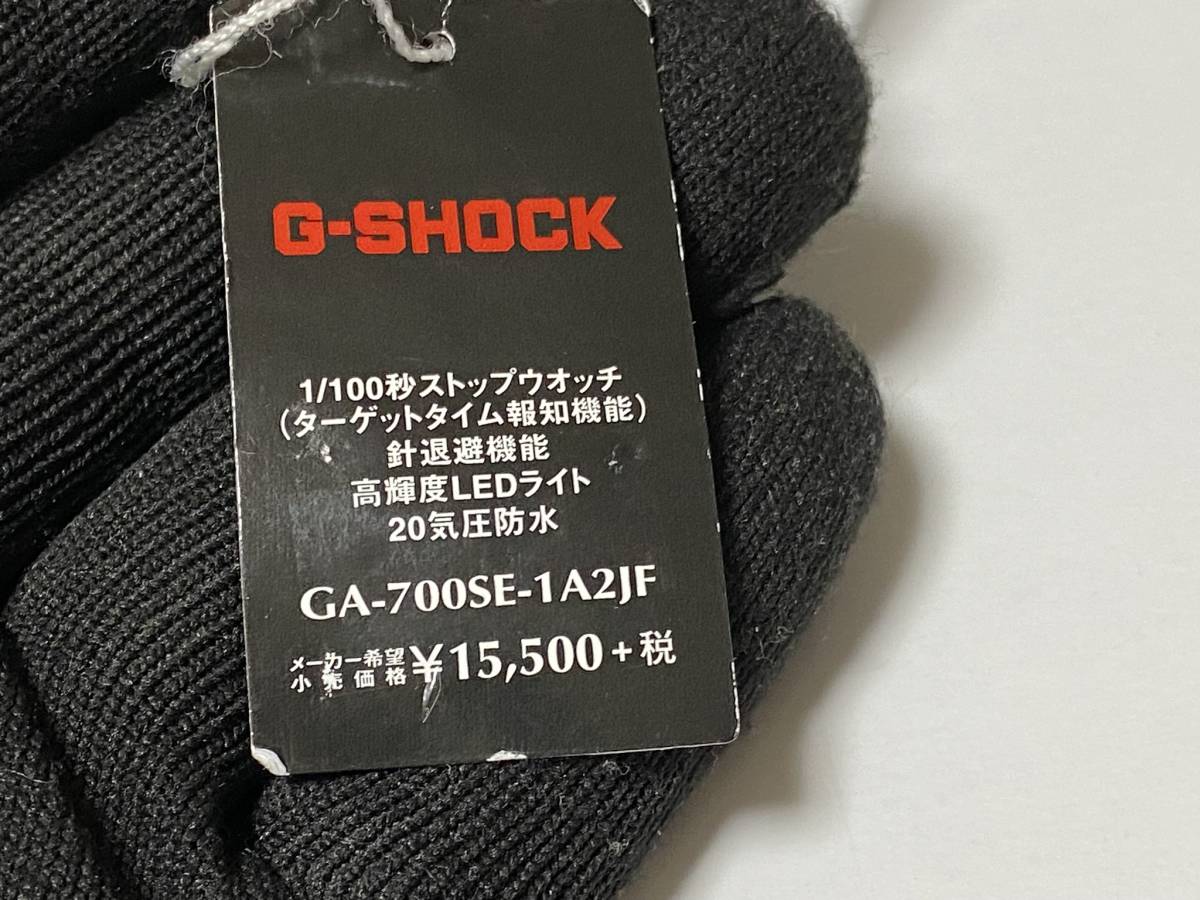 G-SHOCK
1/100秒ストップウオッチ
(ターゲットタイム報知機能)
針退避機能
高輝度LEDライト
20気圧防水
GA-700SE-1A2JF
メーカー希望
小売価格 ¥15,500+税